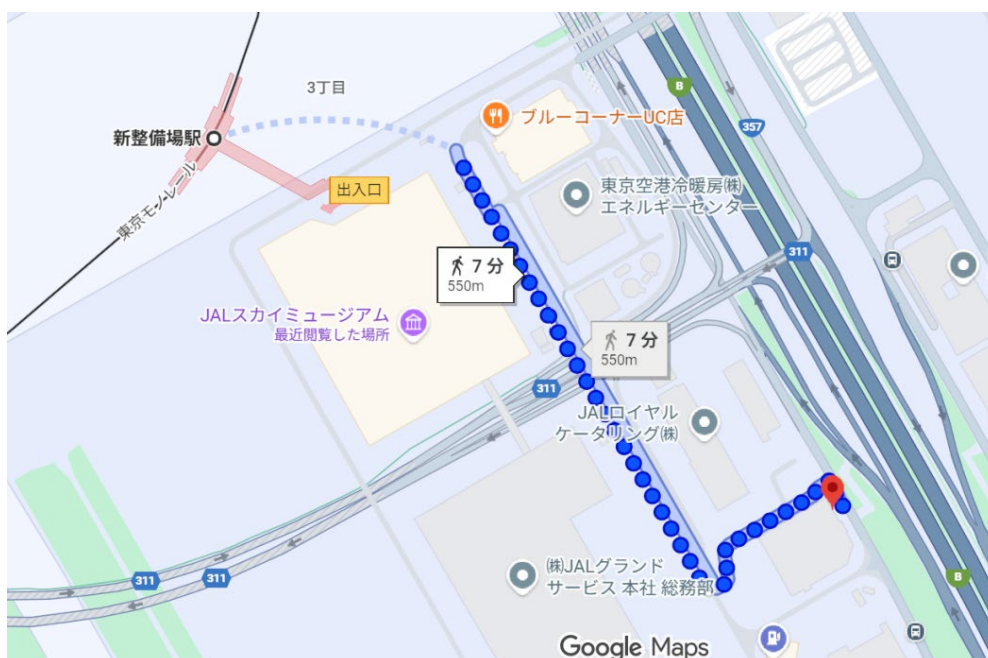 3丁目
新整備場駅
東京モノレール
出入口
ブルーコーナーUC店
東京空港冷暖房㈱
エネルギーセンター
B
357
311
7 分
550m
JALスカイミュージアム
最近閲覧した場所
7 分
550m
311
JALロイヤル
ケータリング㈱
㈱JALグランド
サービス 本社 総務部
311
311
B
Google Maps